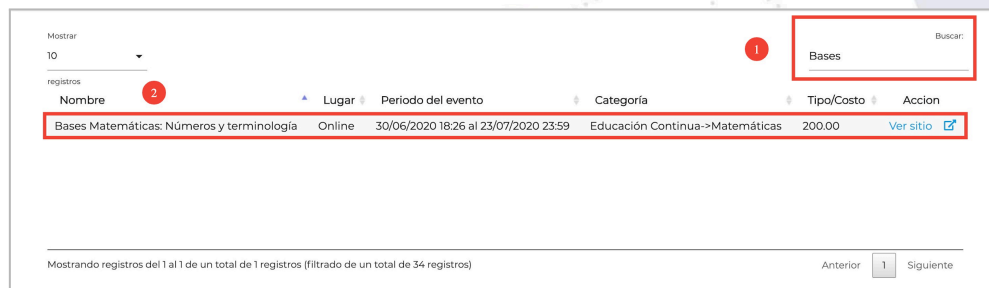 Mostrar
10
registros
1
Buscar:
Bases
2
Nombre Lugar Periodo del evento Categoría Tipo/Costo Accion
Bases Matemáticas: Números y terminología Online 30/06/2020 18:26 al 23/07/2020 23:59 Educación Continua->Matemáticas 200.00 Ver sitio
Mostrando registros del 1 al 1 de un total de 1 registros (filtrado de un total de 34 registros) Anterior 1 Siguiente